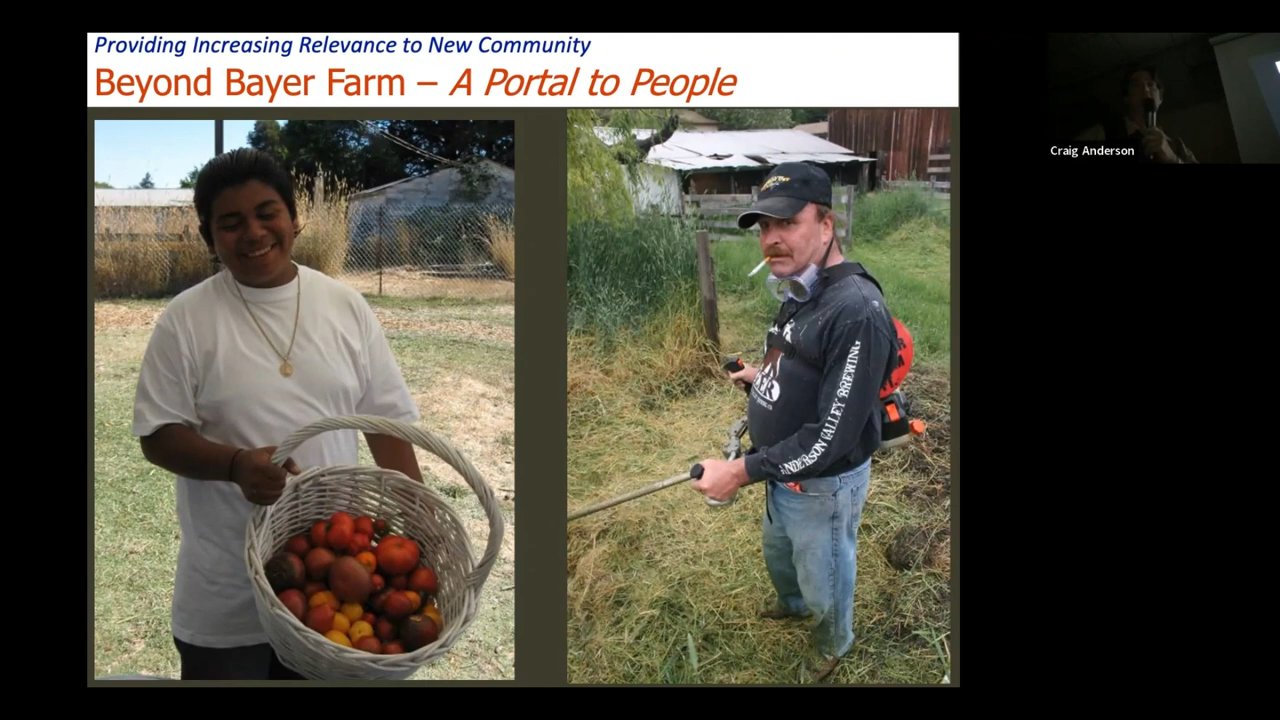 Providing Increasing Relevance to New Community
Beyond Bayer Farm – A Portal to People
Craig Anderson
ANDERSON VALLEY BREWING